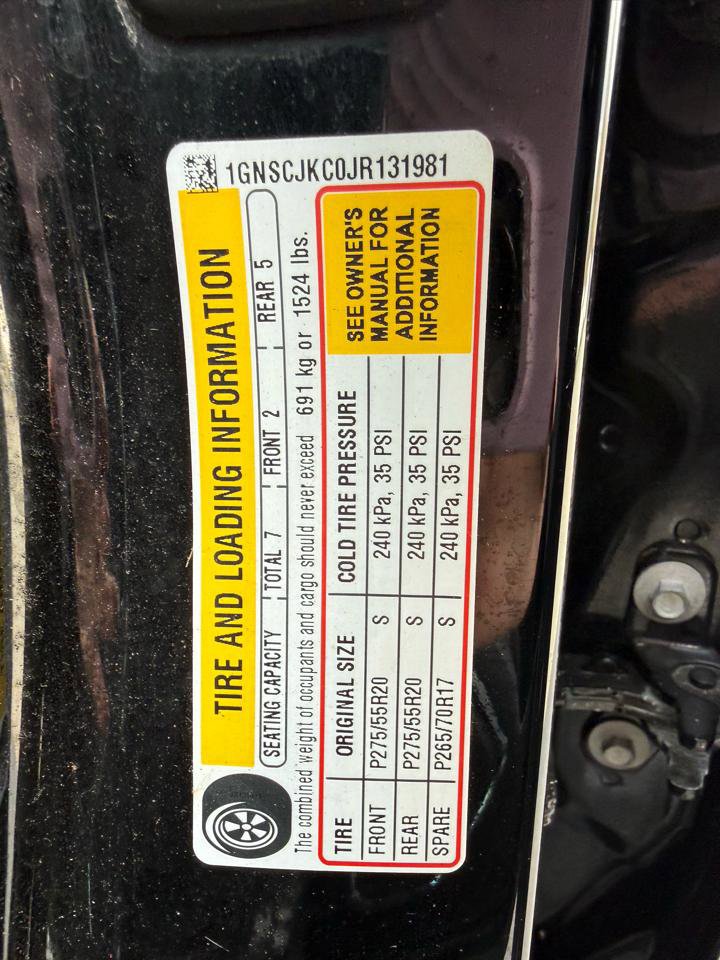 1GNSCJKC0JR131981
TIRE AND LOADING INFORMATION
SEATING CAPACITY TOTAL 7 FRONT 2 REAR 5
The combined weight of occupants and cargo should never exceed 691 kg or 1524 lbs.
TIRE ORIGINAL SIZE COLD TIRE PRESSURE
FRONT P275/55R20 S 240 kPa, 35 PSI
REAR P275/55R20 S 240 kPa, 35 PSI
SPARE P265/70R17 S 240 kPa, 35 PSI
SEE OWNER'S
MANUAL FOR
ADDITIONAL
INFORMATION